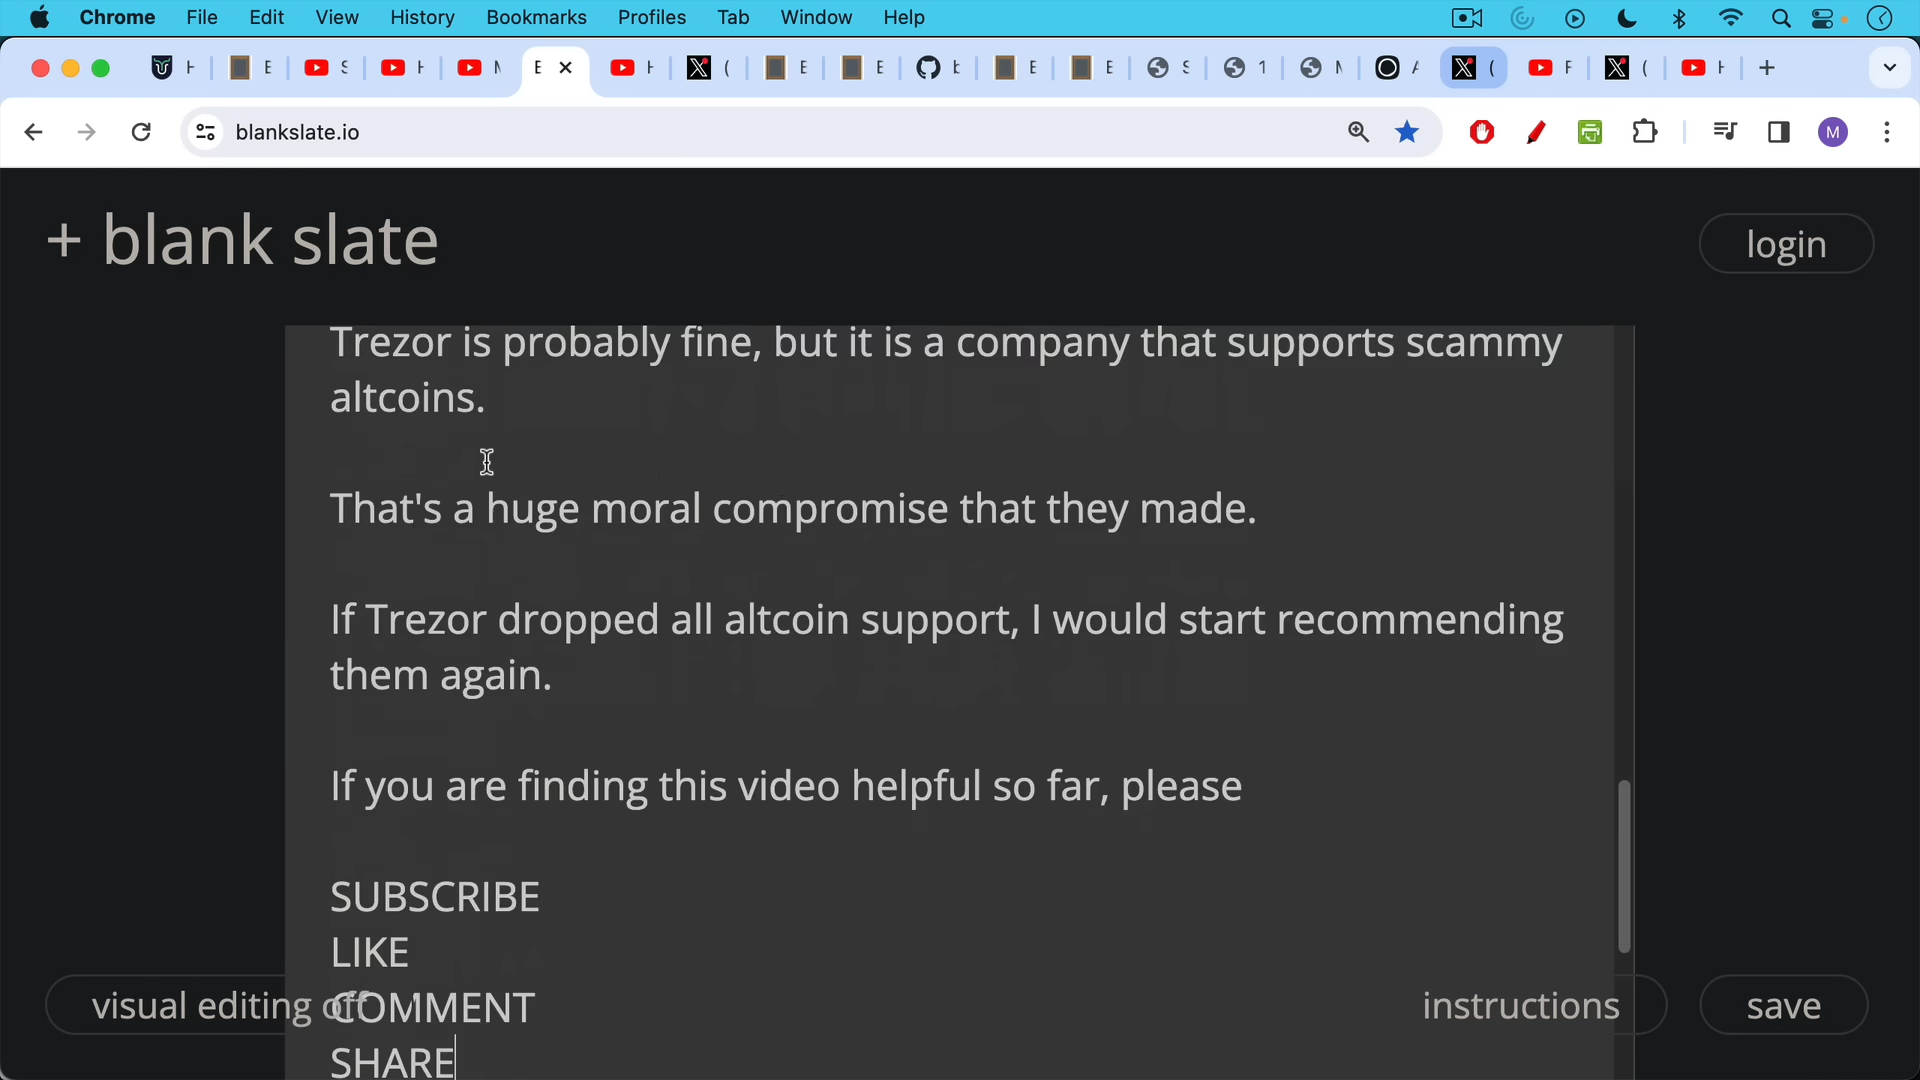 Chrome File Edit View History Bookmarks Profiles Tab Window Help
H E S H M E H ( E E b E E S 1 M A ( F ( H
blankslate.io
M
+ blank slate
login
Trezor is probably fine, but it is a company that supports scammy
altcoins.
That's a huge moral compromise that they made.
If Trezor dropped all altcoin support, I would start recommending
them again.
If you are finding this video helpful so far, please
SUBSCRIBE
LIKE
COMMENT
SHARE
visual editing off
instructions
save